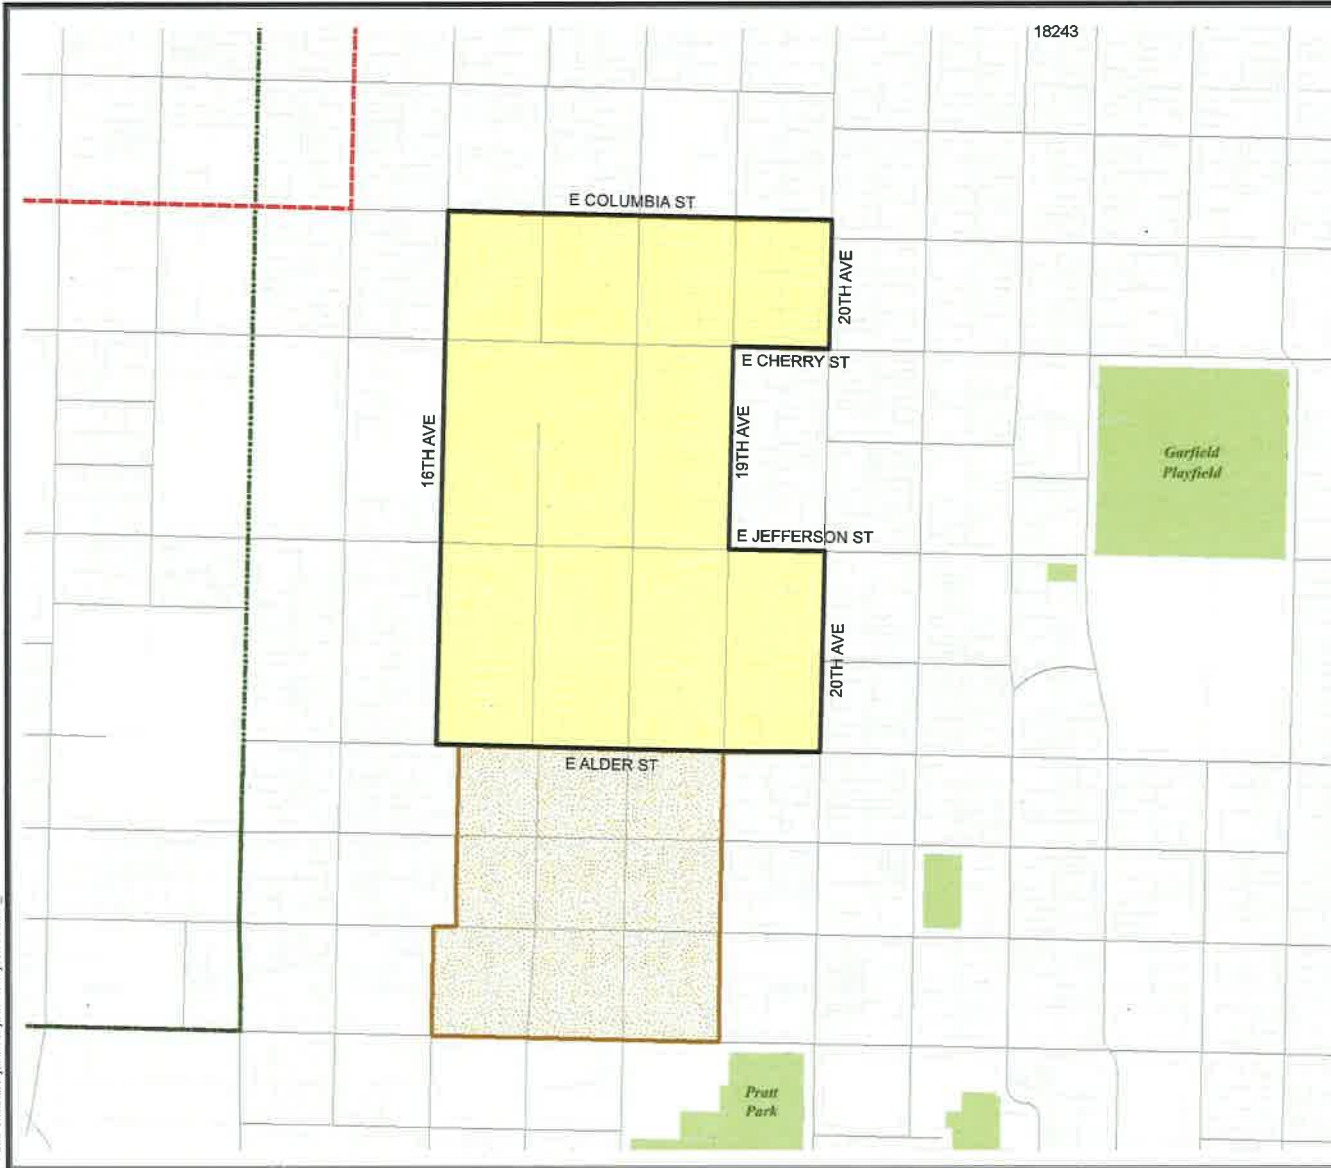 18243
E COLUMBIA ST
20TH AVE
E CHERRY ST
16TH AVE
19TH AVE
Garfield
Playfield
E JEFFERSON ST
20TH AVE
E ALDER ST
Pratt
Park